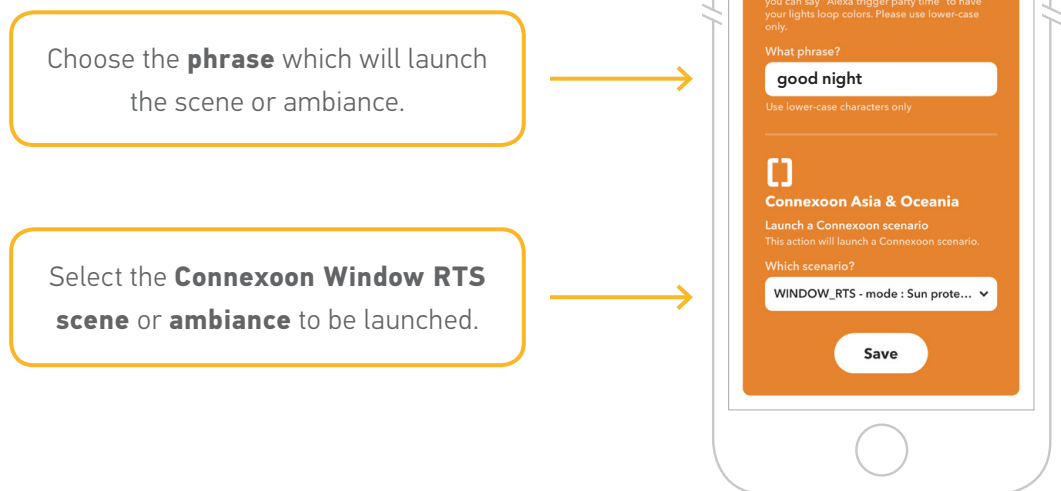 you can say "Alexa trigger party time" to have
your lights loop colors. Please use lower-case
only.
What phrase?
good night
Use lower-case characters only
Choose the phrase which will launch
the scene or ambiance.
Connexoon Asia & Oceania
Launch a Connexoon scenario
This action will launch a Connexoon scenario.
Which scenario?
WINDOW_RTS - mode : Sun prote...
Select the Connexoon Window RTS
scene or ambiance to be launched.
Save